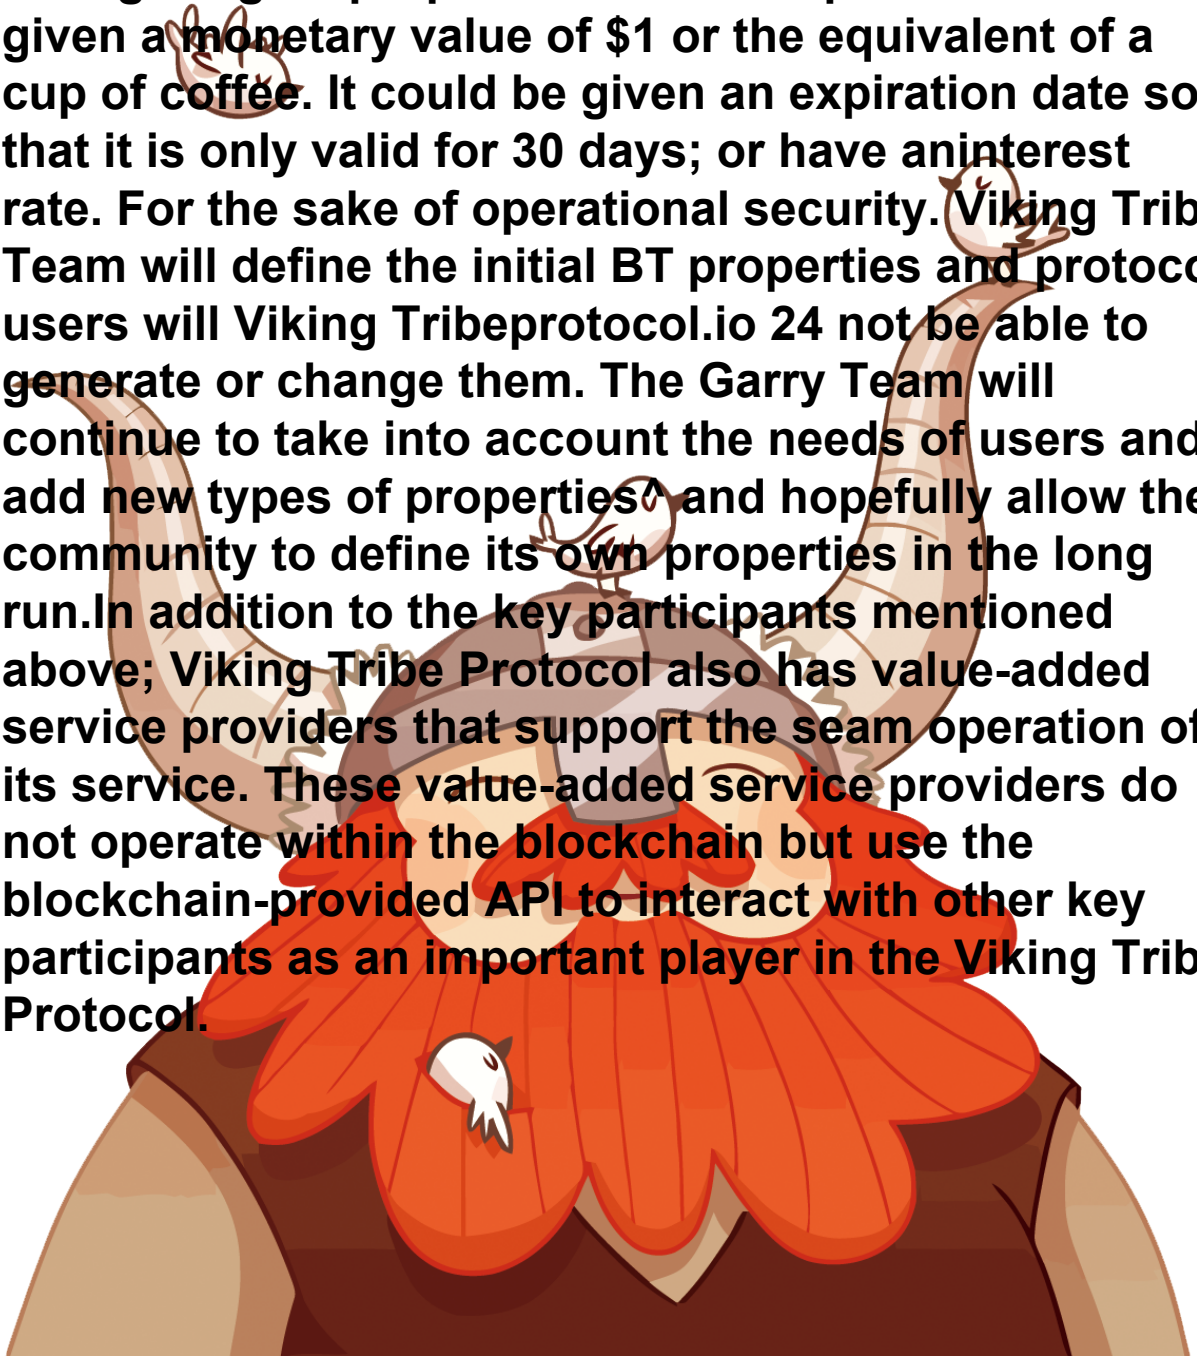 given a monetary value of $1 or the equivalent of a
cup of coffee. It could be given an expiration date so
that it is only valid for 30 days; or have aninterest
rate. For the sake of operational security. Viking Trib
Team will define the initial BT properties and protoco
users will Viking Tribeprotocol.io 24 not be able to
generate or change them. The Garry Team will
continue to take into account the needs of users and
add new types of properties^ and hopefully allow the
community to define its own properties in the long
run.In addition to the key participants mentioned
above; Viking Tribe Protocol also has value-added
service providers that support the seam operation of
its service. These value-added service providers do
not operate within the blockchain but use the
blockchain-provided API to interact with other key
participants as an important player in the Viking Trib
Protocol.